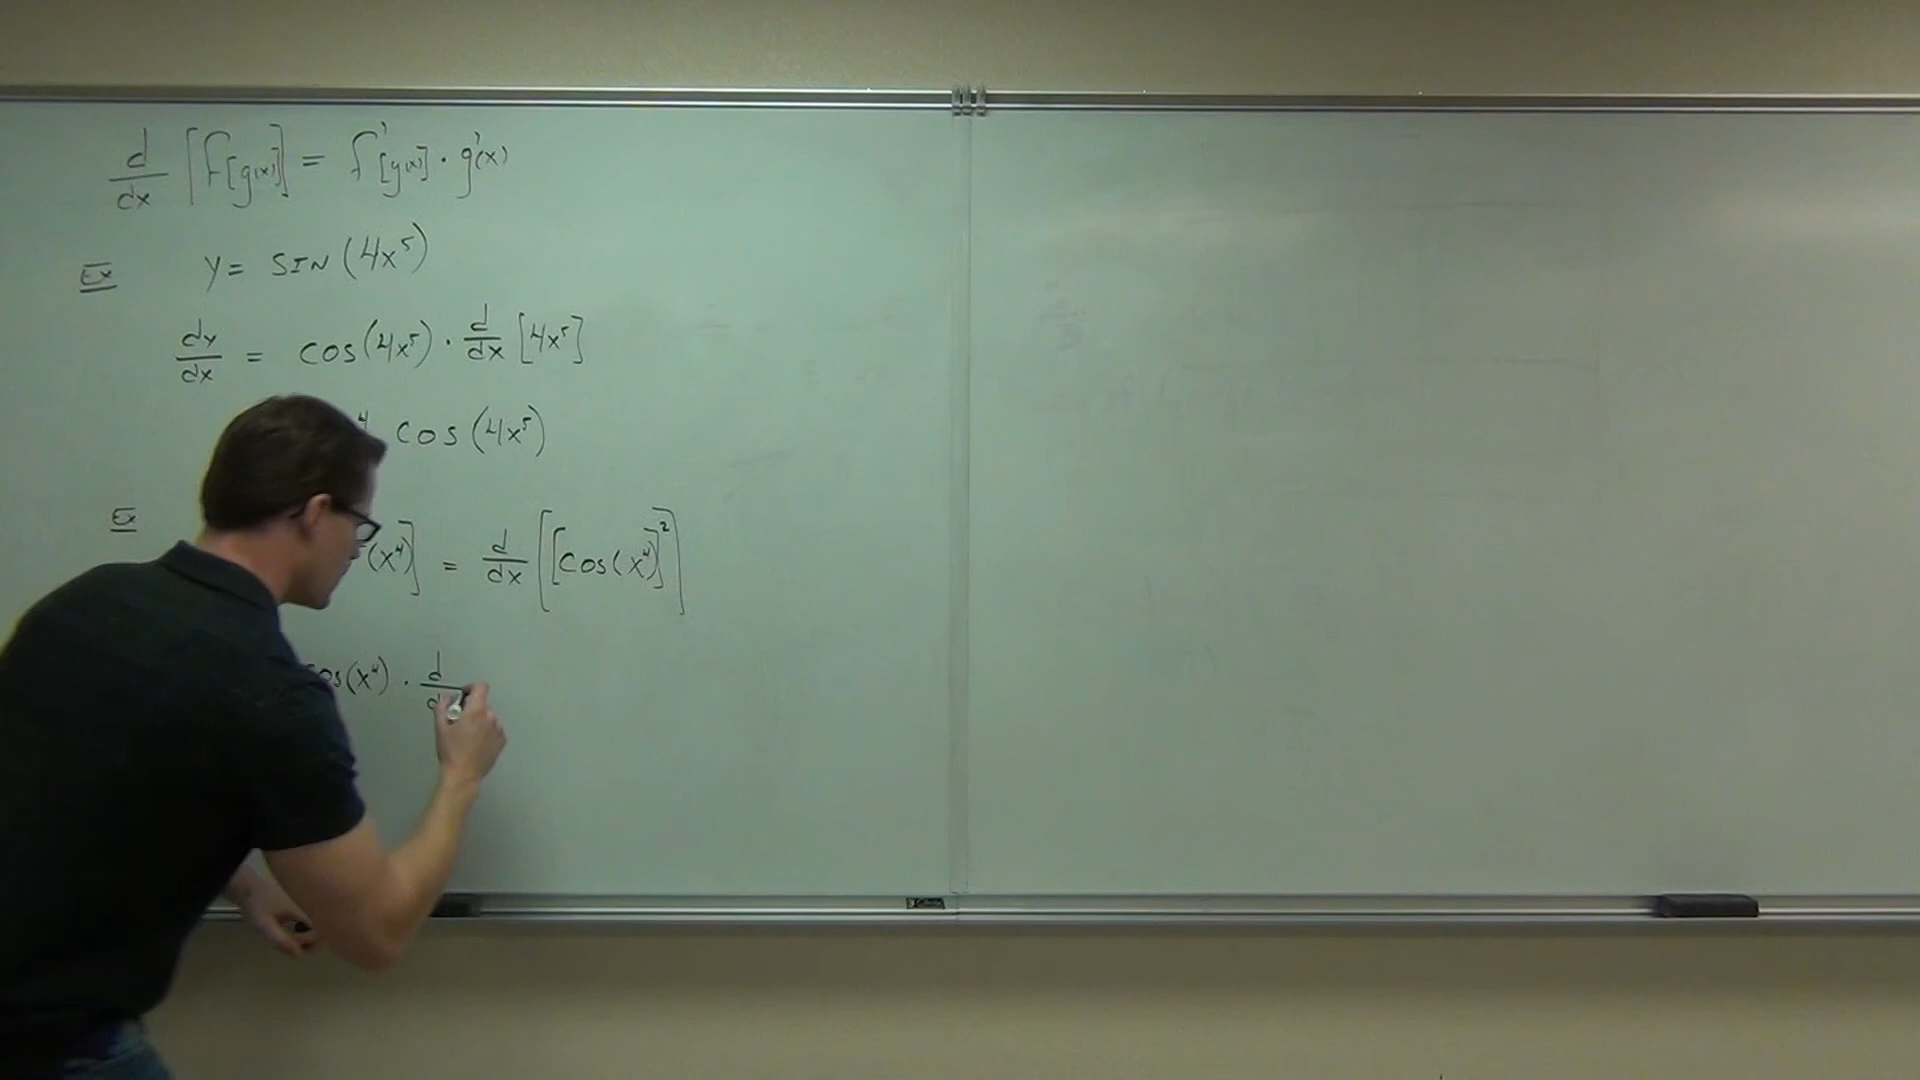 d/dx [f[g(x)]] = f'[g(x)] · g'(x)
Ex y = SIN (4x⁵)
dy/dx = cos(4x⁵) · d/dx [4x⁵]
⁴ cos (4x⁵)
Ex (x⁴)] = d/dx [[cos(x⁴)]²]
cos(x⁴) · d/d